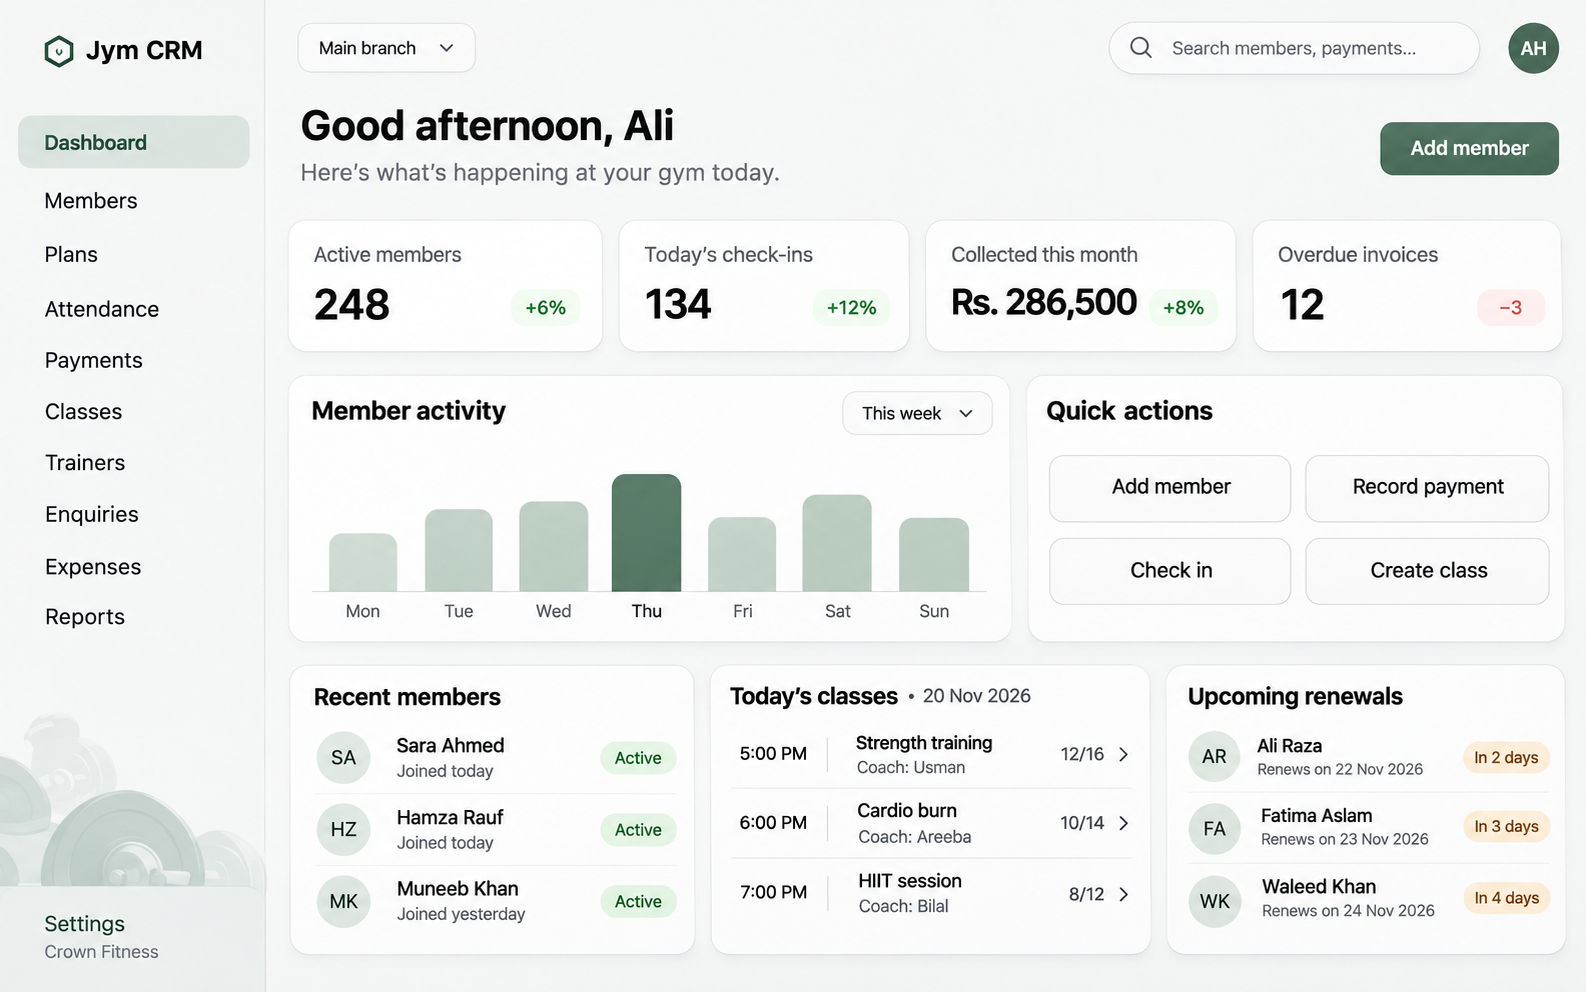 Jym CRM
Main branch
Search members, payments...
AH
Dashboard
Members
Plans
Attendance
Payments
Classes
Trainers
Enquiries
Expenses
Reports
Settings
Crown Fitness
Good afternoon, Ali
Here's what's happening at your gym today.
Add member
Active members
248
+6%
Today's check-ins
134
+12%
Collected this month
Rs. 286,500
+8%
Overdue invoices
12
−3
Member activity
This week
Mon Tue Wed Thu Fri Sat Sun
Quick actions
Add member
Record payment
Check in
Create class
Recent members
SA
Sara Ahmed
Joined today
Active
HZ
Hamza Rauf
Joined today
Active
MK
Muneeb Khan
Joined yesterday
Active
Today's classes • 20 Nov 2026
5:00 PM
Strength training
Coach: Usman
12/16
6:00 PM
Cardio burn
Coach: Areeba
10/14
7:00 PM
HIIT session
Coach: Bilal
8/12
Upcoming renewals
AR
Ali Raza
Renews on 22 Nov 2026
In 2 days
FA
Fatima Aslam
Renews on 23 Nov 2026
In 3 days
WK
Waleed Khan
Renews on 24 Nov 2026
In 4 days